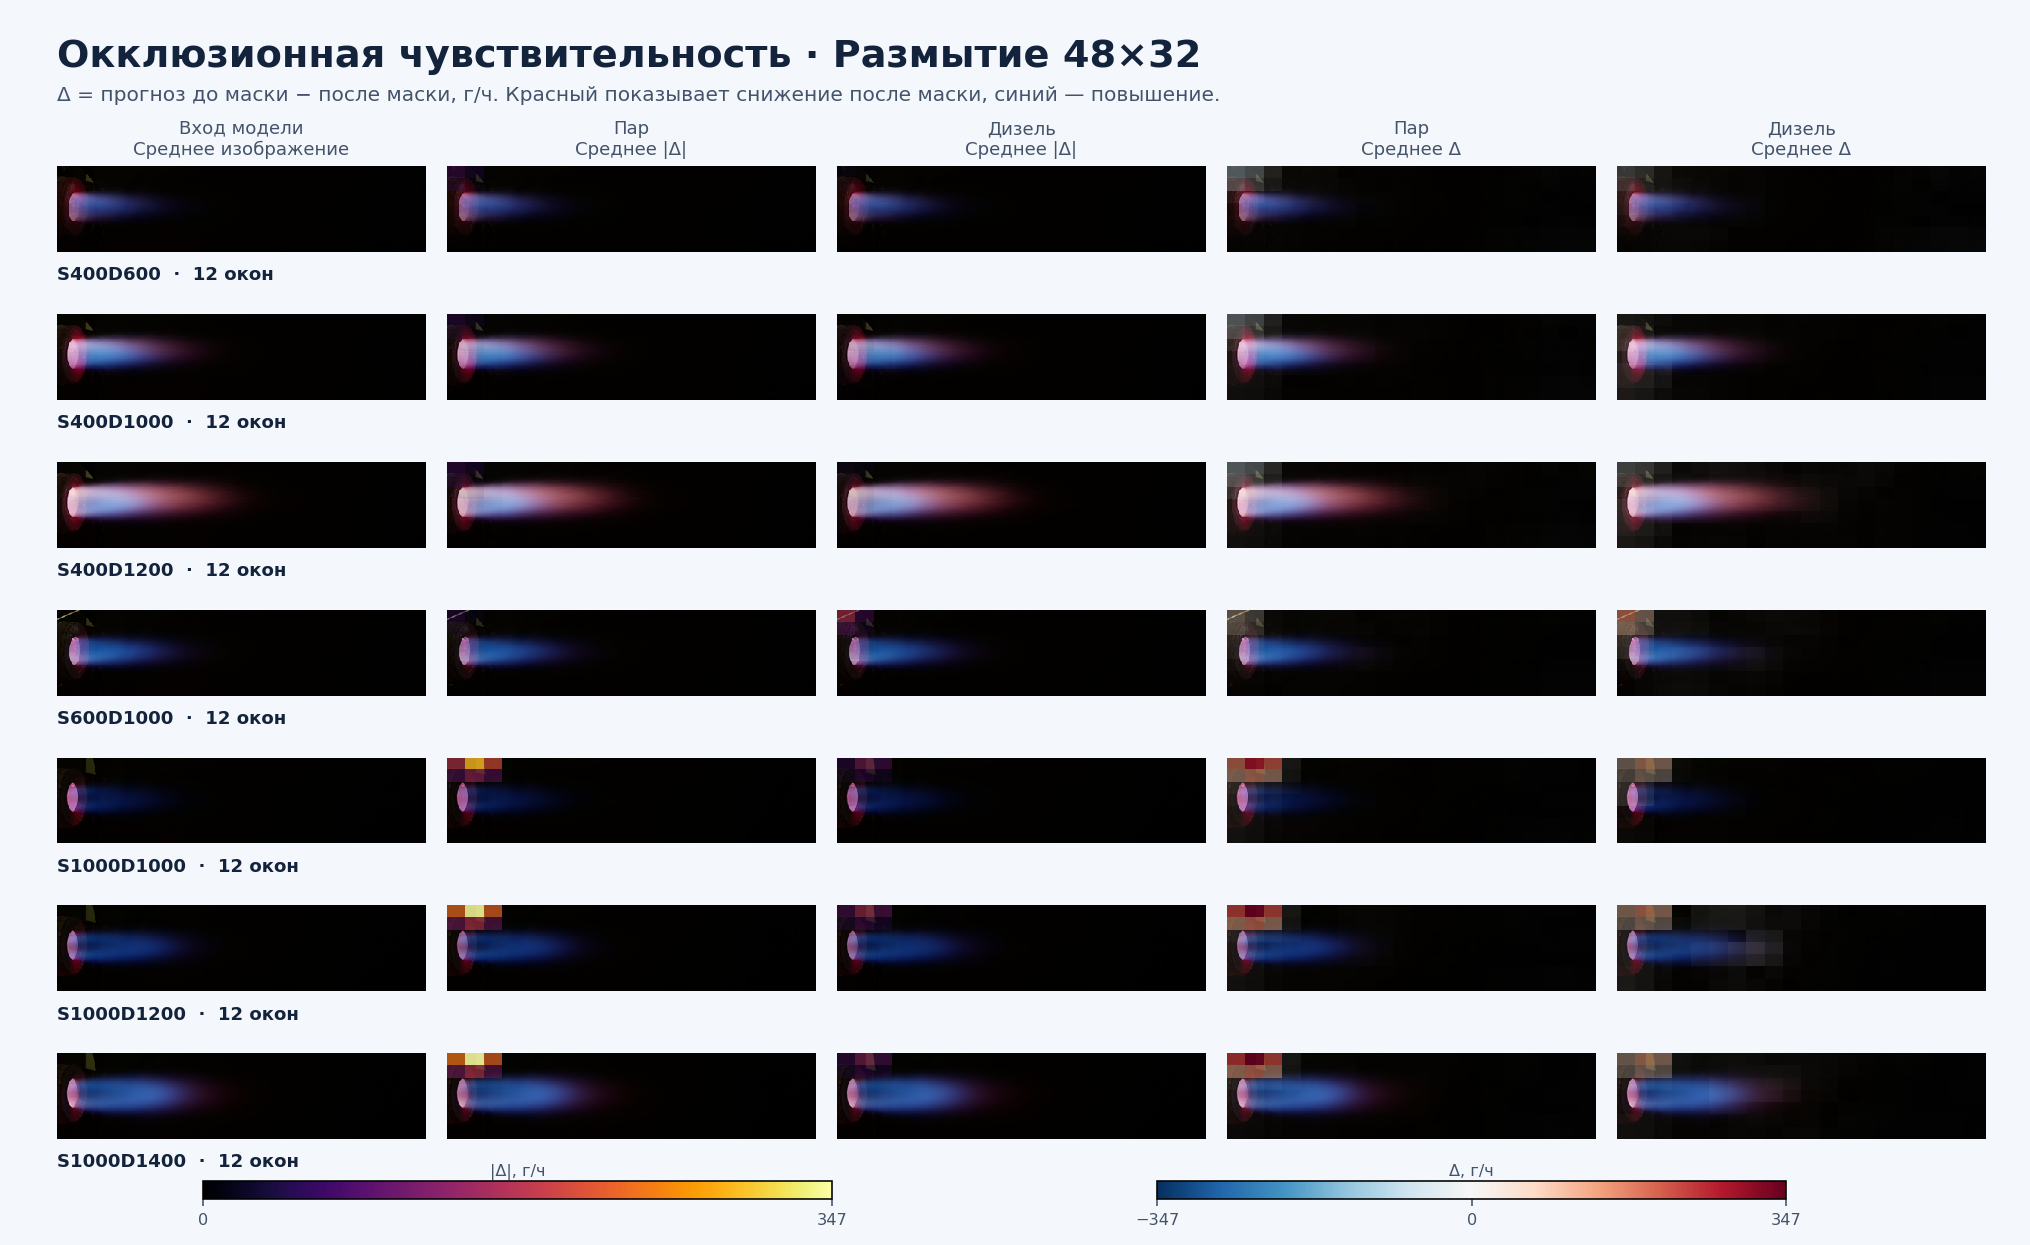 Окклюзионная чувствительность · Размытие 48×32
Δ = прогноз до маски − после маски, г/ч. Красный показывает снижение после маски, синий — повышение.
Вход модели
Среднее изображение
Пар
Среднее |Δ|
Дизель
Среднее |Δ|
Пар
Среднее Δ
Дизель
Среднее Δ
S400D600 · 12 окон
S400D1000 · 12 окон
S400D1200 · 12 окон
S600D1000 · 12 окон
S1000D1000 · 12 окон
S1000D1200 · 12 окон
S1000D1400 · 12 окон
|Δ|, г/ч
0
347
Δ, г/ч
−347
0
347